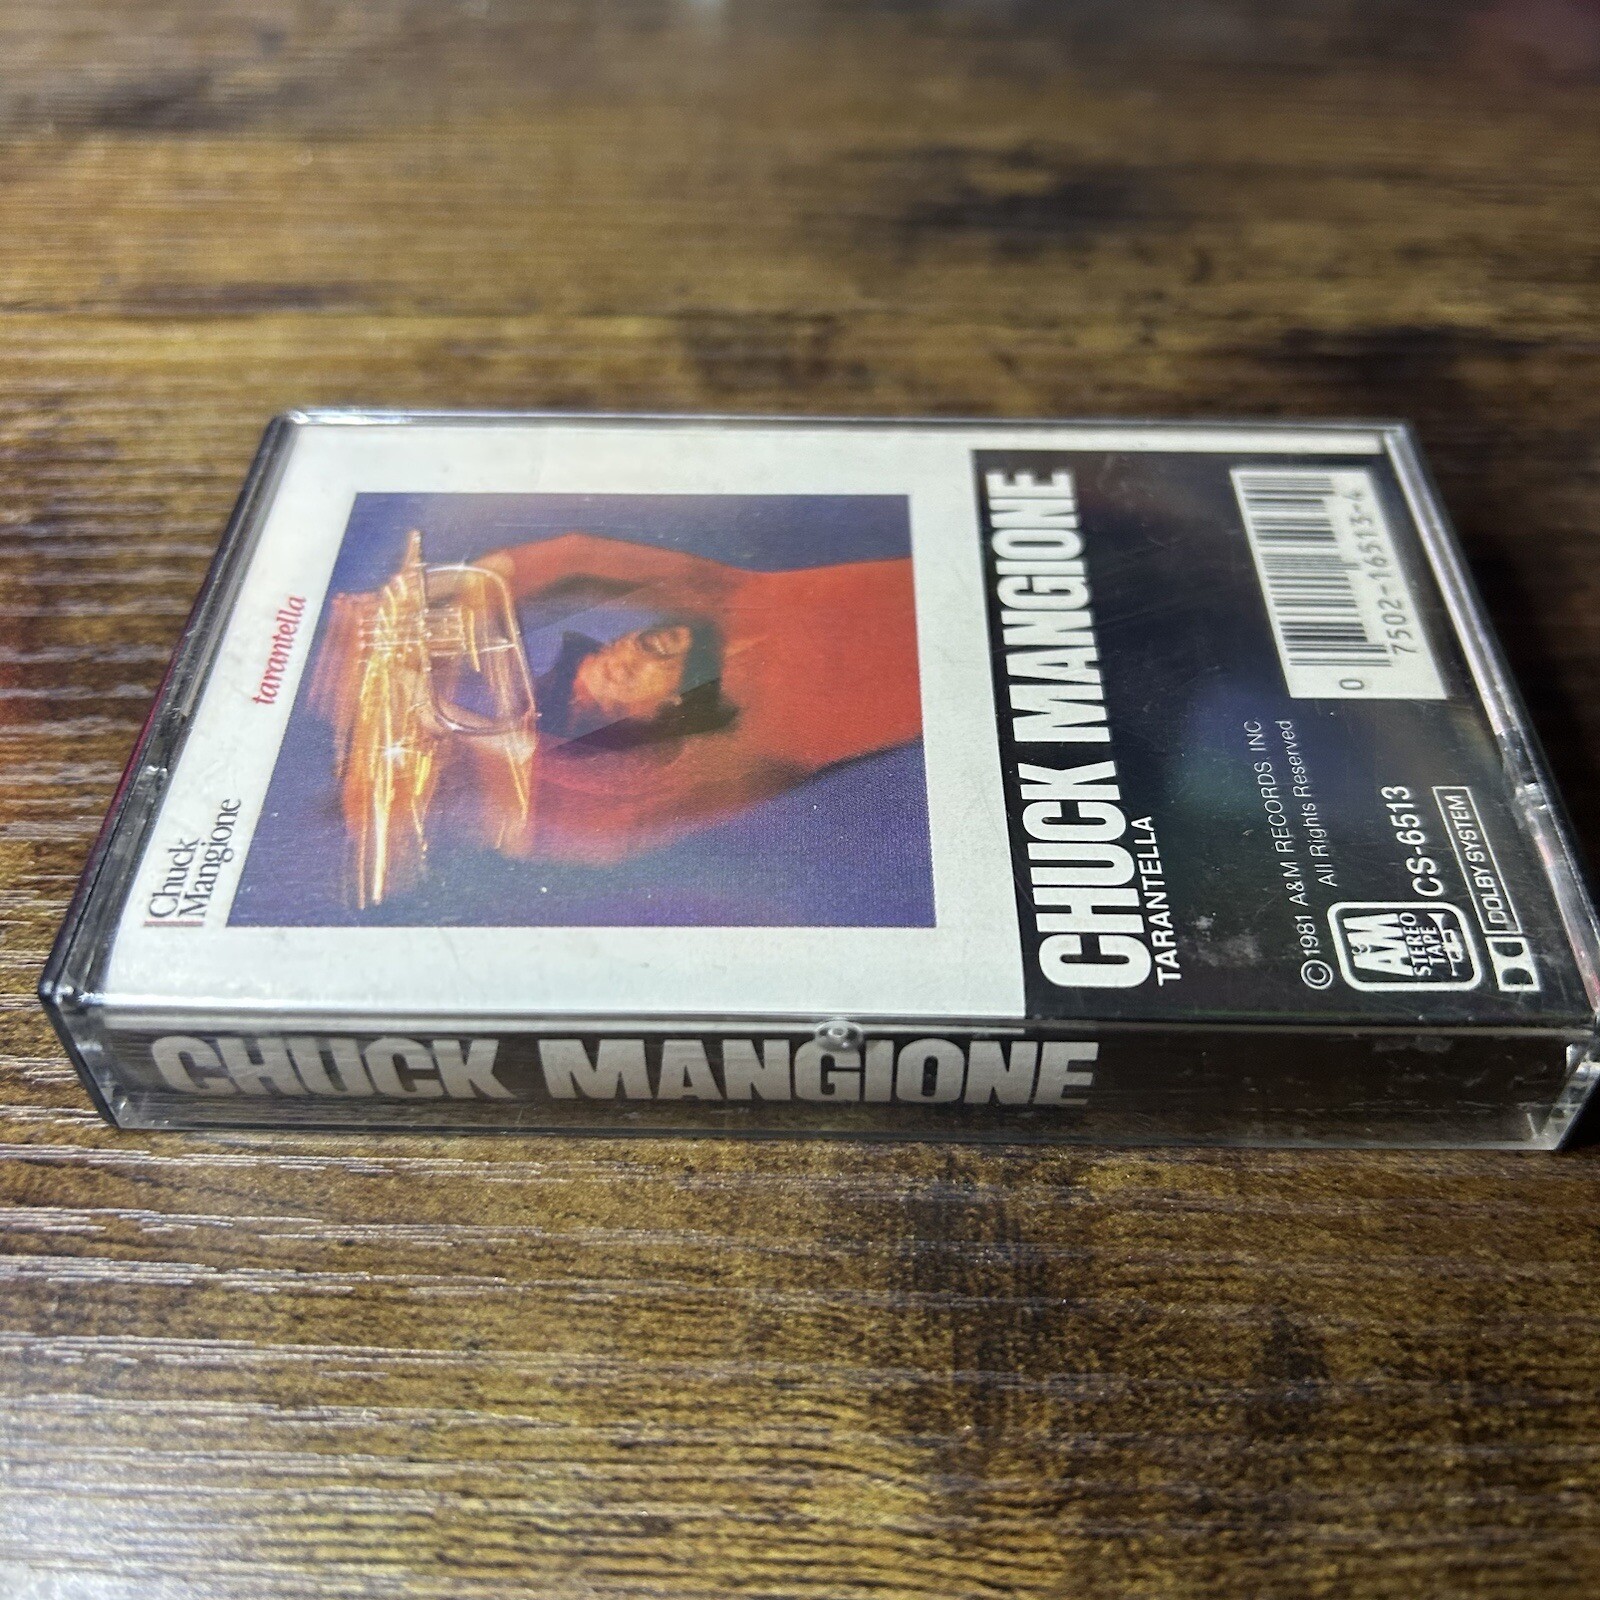 Chuck
Mangione
tarantella
CHUCK MANGIONE
TARANTELLA
0 7502-16513-4
©1981 A&M RECORDS, INC.
All Rights Reserved
A&M
STEREO
TAPE
CS-6513
DOLBY SYSTEM
CHUCK MANGIONE